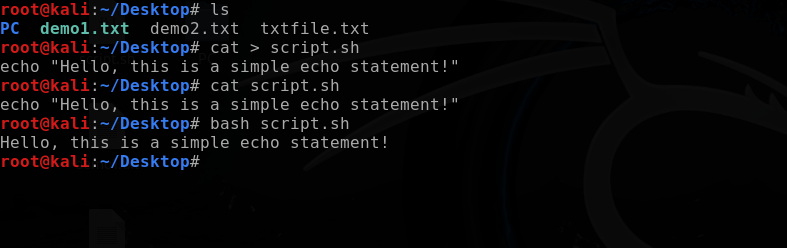 root@kali:~/Desktop# ls
PC  demo1.txt  demo2.txt  txtfile.txt
root@kali:~/Desktop# cat > script.sh
echo "Hello, this is a simple echo statement!"
root@kali:~/Desktop# cat script.sh
echo "Hello, this is a simple echo statement!"
root@kali:~/Desktop# bash script.sh
Hello, this is a simple echo statement!
root@kali:~/Desktop#